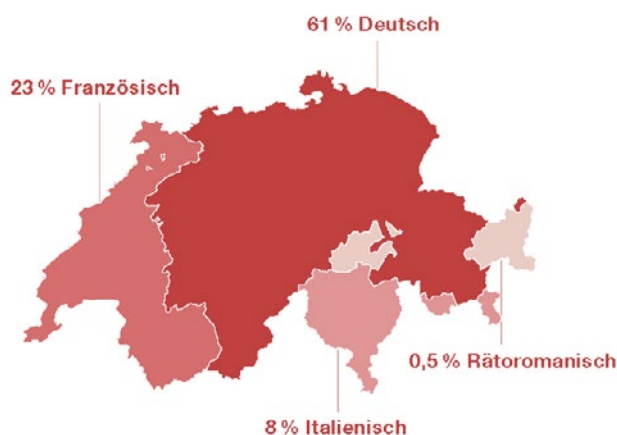 61 % Deutsch
23 % Französisch
0,5 % Rätoromanisch
8 % Italienisch